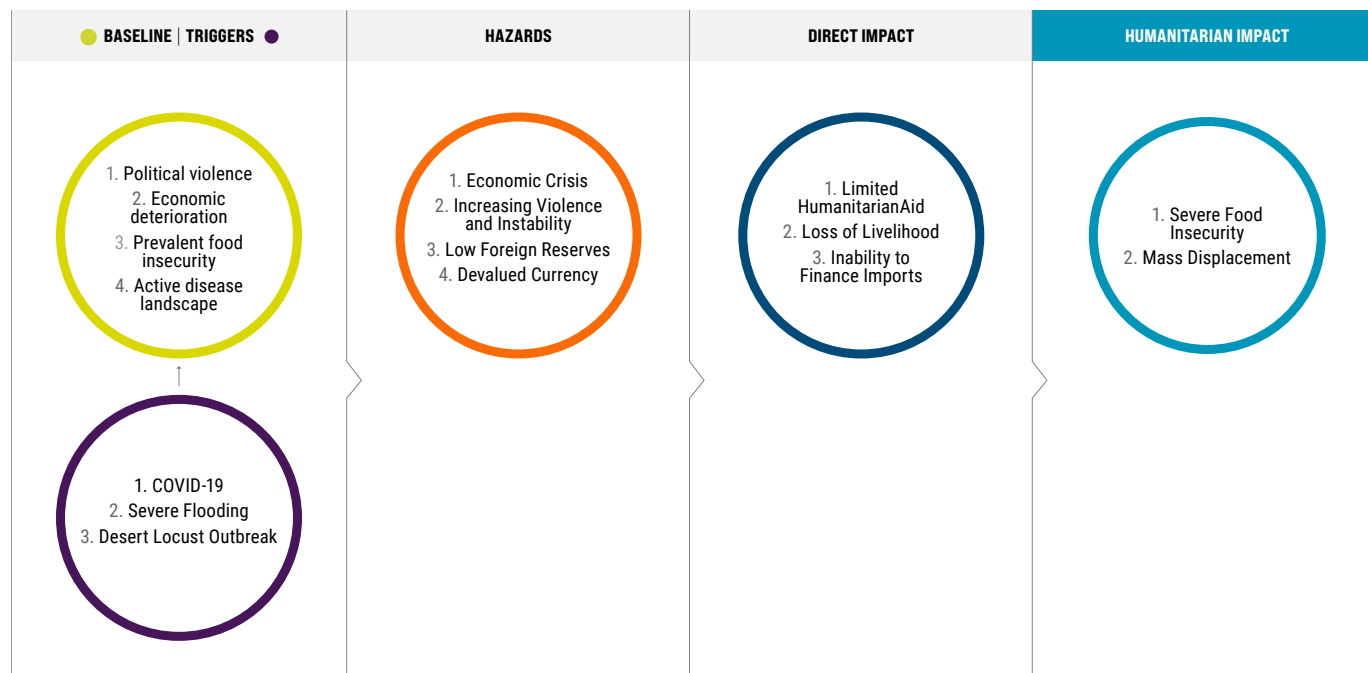 BASELINE | TRIGGERS
HAZARDS
DIRECT IMPACT
HUMANITARIAN IMPACT
1. Political violence
2. Economic
deterioration
3. Prevalent food
insecurity
4. Active disease
landscape
1. COVID-19
2. Severe Flooding
3. Desert Locust Outbreak
1. Economic Crisis
2. Increasing Violence
and Instability
3. Low Foreign Reserves
4. Devalued Currency
1. Limited
HumanitarianAid
2. Loss of Livelihood
3. Inability to
Finance Imports
1. Severe Food
Insecurity
2. Mass Displacement